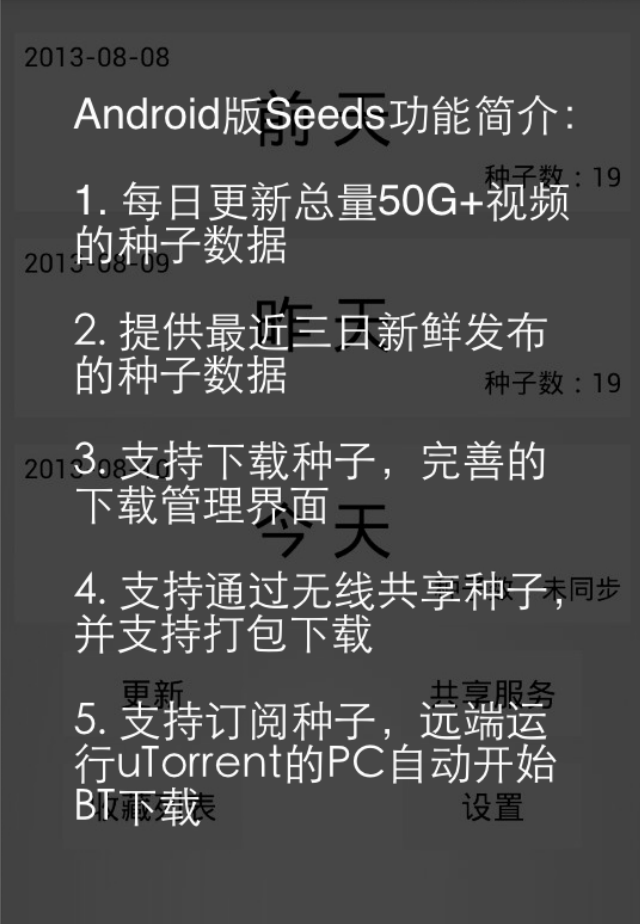 2013-08-08
前天
种子数：19
Android版Seeds功能简介：
1. 每日更新总量50G+视频
的种子数据
2013-08-09
昨天
种子数：19
2. 提供最近三日新鲜发布
的种子数据
2013-08-10
今天
未同步
3. 支持下载种子，完善的
下载管理界面
4. 支持通过无线共享种子，
并支持打包下载
更新
共享服务
5. 支持订阅种子，远端运
行uTorrent的PC自动开始
BT下载
收藏列表
设置